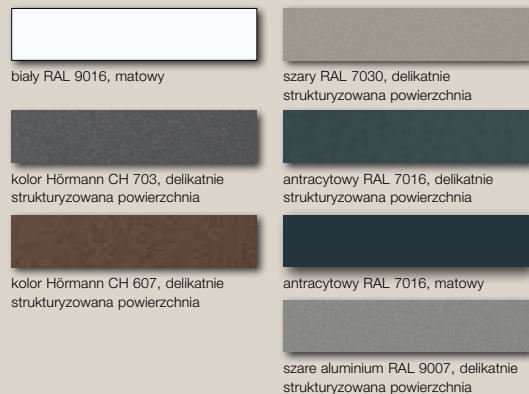 biały RAL 9016, matowy
kolor Hörmann CH 703, delikatnie
strukturyzowana powierzchnia
kolor Hörmann CH 607, delikatnie
strukturyzowana powierzchnia
szary RAL 7030, delikatnie
strukturyzowana powierzchnia
antracytowy RAL 7016, delikatnie
strukturyzowana powierzchnia
antracytowy RAL 7016, matowy
szare aluminium RAL 9007, delikatnie
strukturyzowana powierzchnia